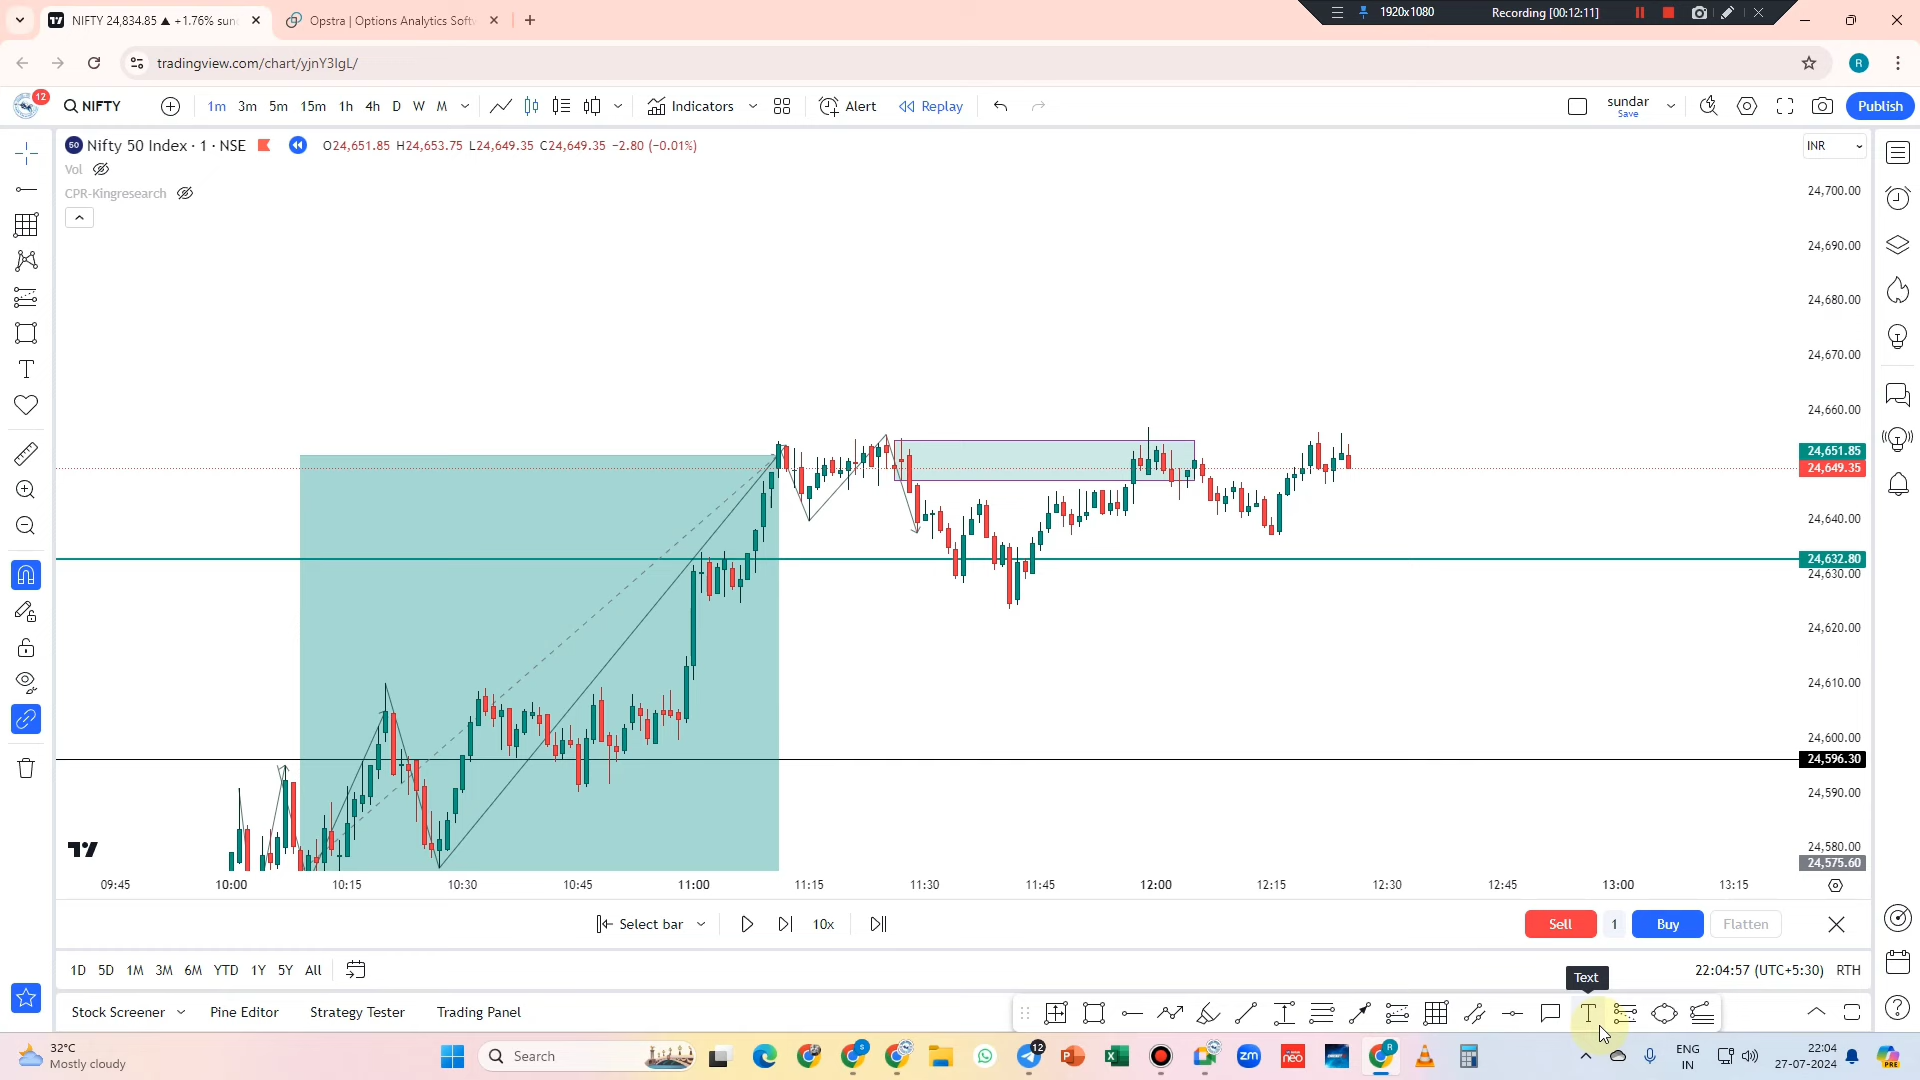 NIFTY 24,834.85 ▲ +1.76% sun
Opstra | Options Analytics Soft
1920x1080
Recording [00:12:11]
tradingview.com/chart/yjnY3IgL/
R
12
NIFTY
1m 3m 5m 15m 1h 4h D W M
Indicators
Alert
Replay
sundar
Save
Publish
50 Nifty 50 Index · 1 · NSE
O24,651.85 H24,653.75 L24,649.35 C24,649.35 −2.80 (−0.01%)
INR
Vol
CPR-Kingresearch
24,700.00
24,690.00
24,680.00
24,670.00
24,660.00
24,651.85
24,649.35
24,640.00
24,632.80
24,630.00
24,620.00
24,610.00
24,600.00
24,596.30
24,590.00
24,580.00
24,575.60
09:45 10:00 10:15 10:30 10:45 11:00 11:15 11:30 11:45 12:00 12:15 12:30 12:45 13:00 13:15
Select bar
10x
Sell
1
Buy
Flatten
1D 5D 1M 3M 6M YTD 1Y 5Y All
22:04:57 (UTC+5:30) RTH
Text
Stock Screener
Pine Editor
Strategy Tester
Trading Panel
32°C
Mostly cloudy
Search
12
zm
neo
ENG
IN
22:04
27-07-2024
PRE